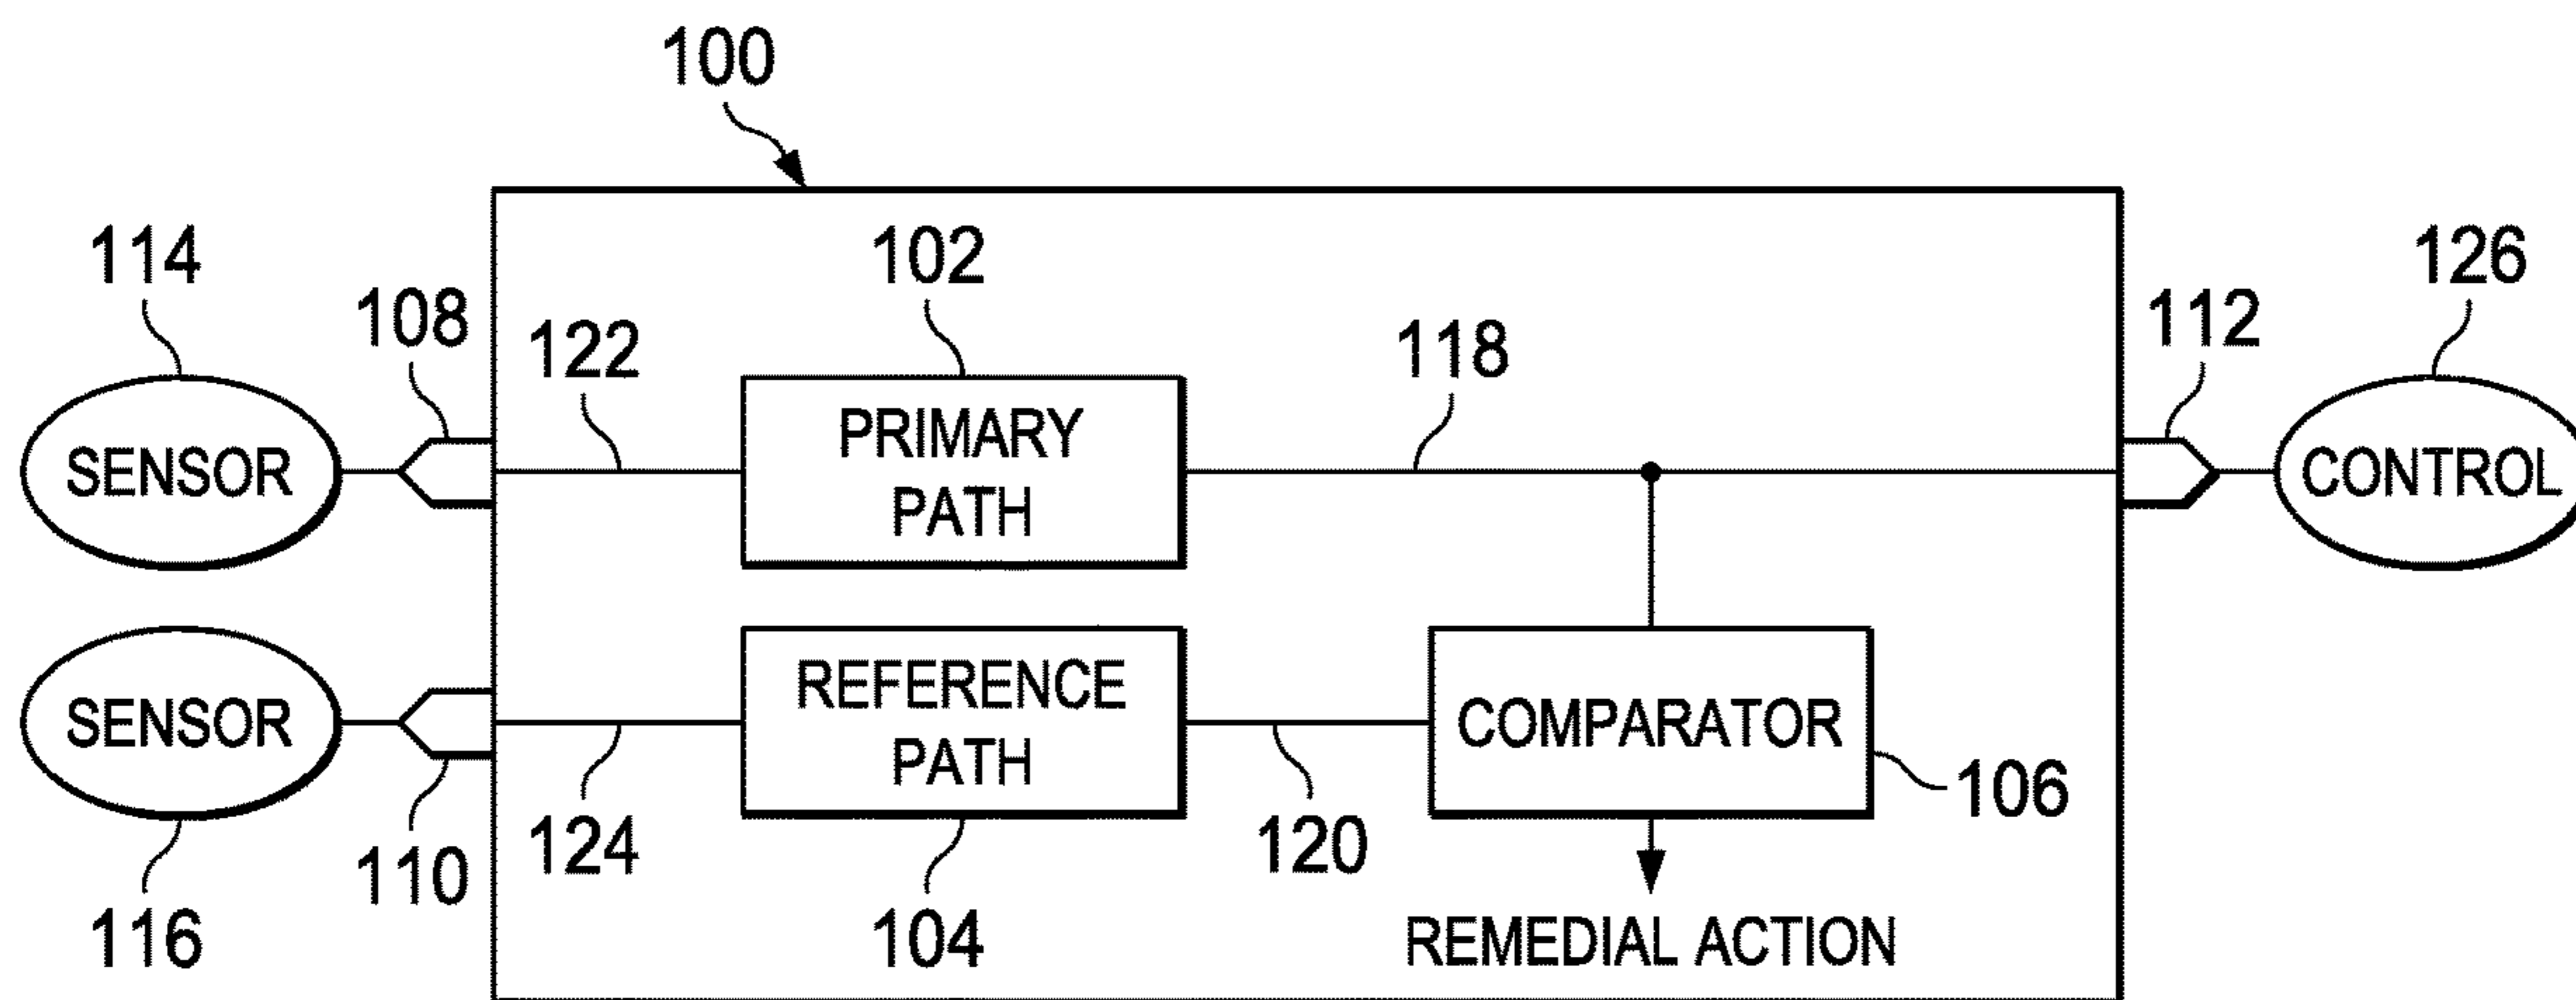 100
114
108
122
102
118
112
126
SENSOR
PRIMARY
PATH
CONTROL
SENSOR
REFERENCE
PATH
COMPARATOR
106
116
110
124
104
120
REMEDIAL ACTION